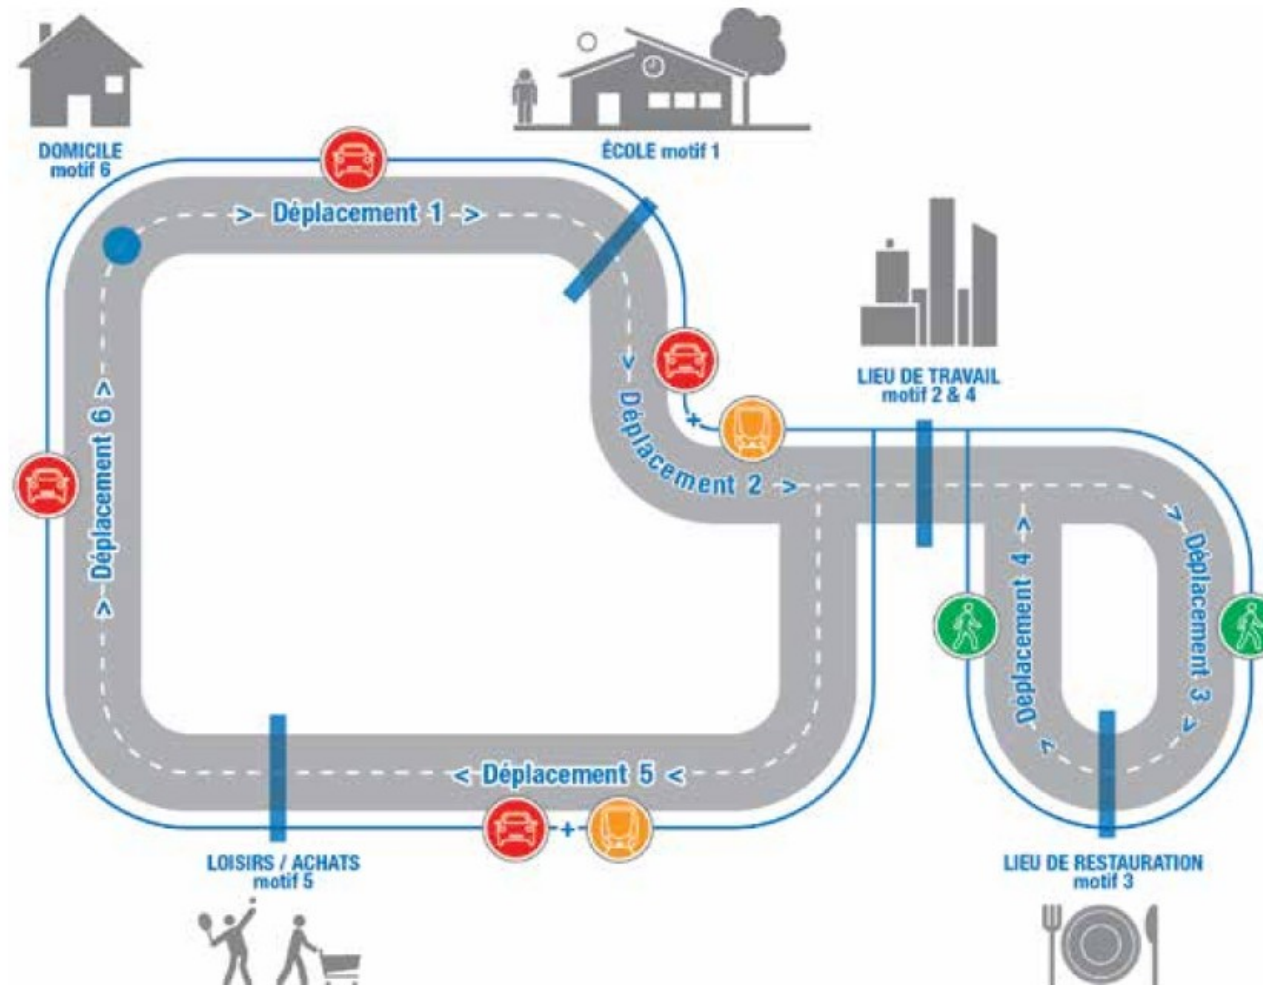 DOMICILE
motif 6
ÉCOLE motif 1
> Déplacement 1 >
LIEU DE TRAVAIL
motif 2 & 4
> Déplacement 2 >
+
> Déplacement 6 >
> Déplacement 3 >
> Déplacement 4 >
< Déplacement 5 <
+
LOISIRS / ACHATS
motif 5
LIEU DE RESTAURATION
motif 3